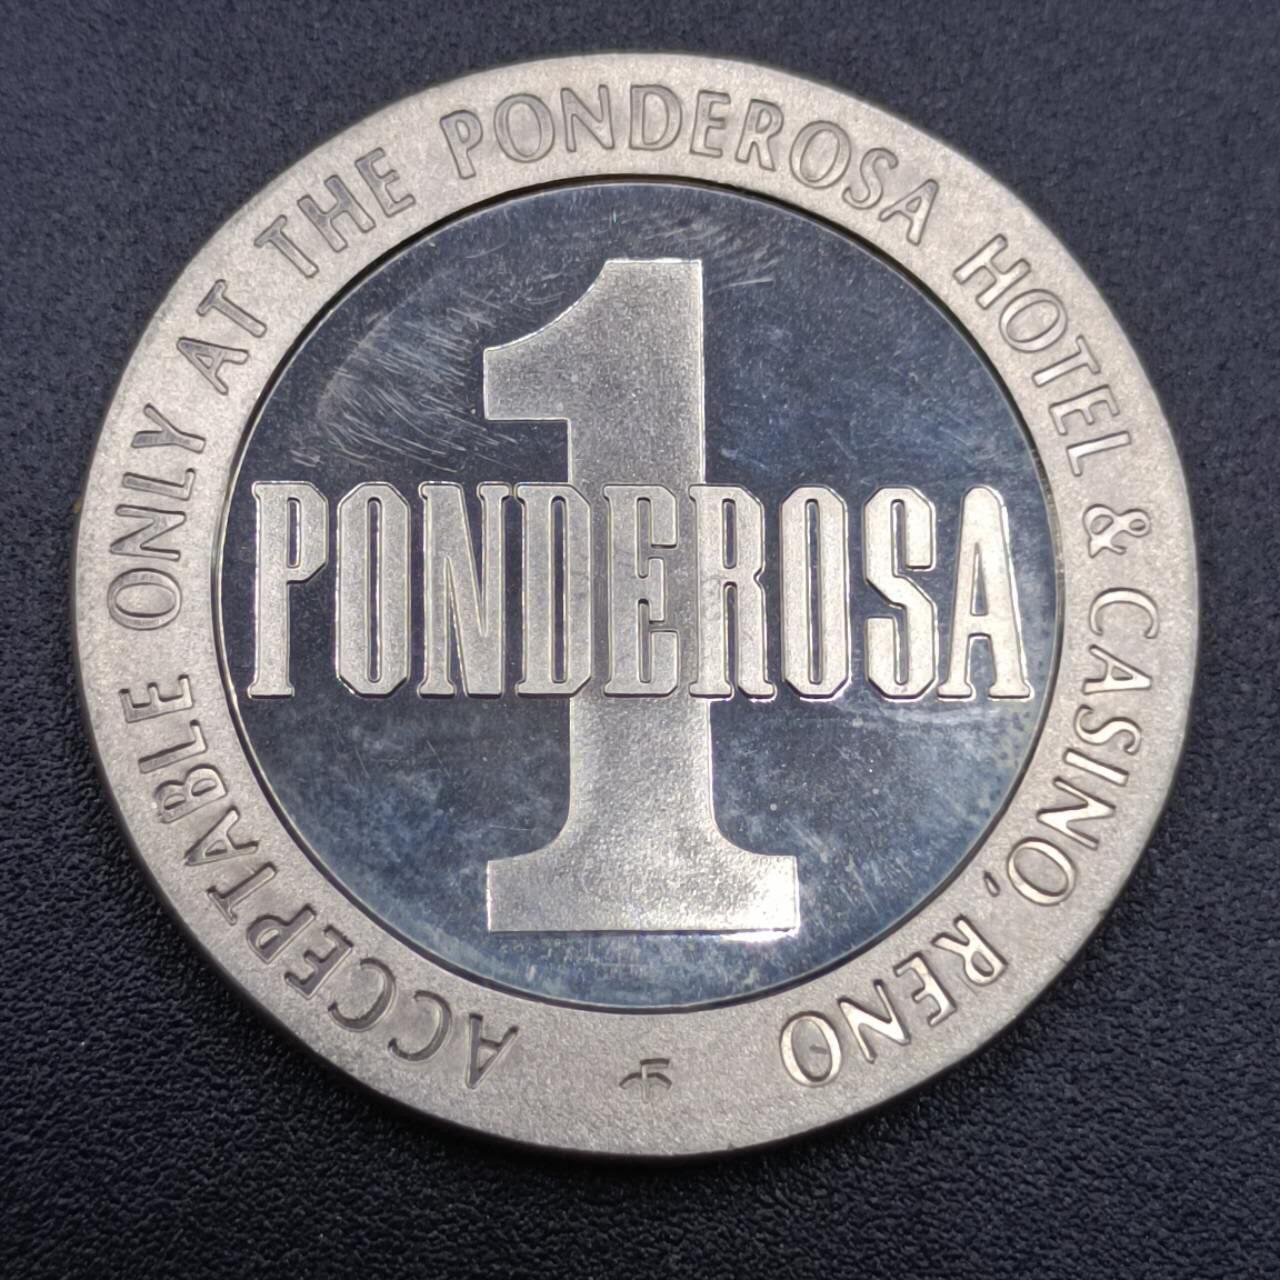 ACCEPTABLE ONLY AT THE PONDEROSA HOTEL & CASINO, RENO
1
PONDEROSA